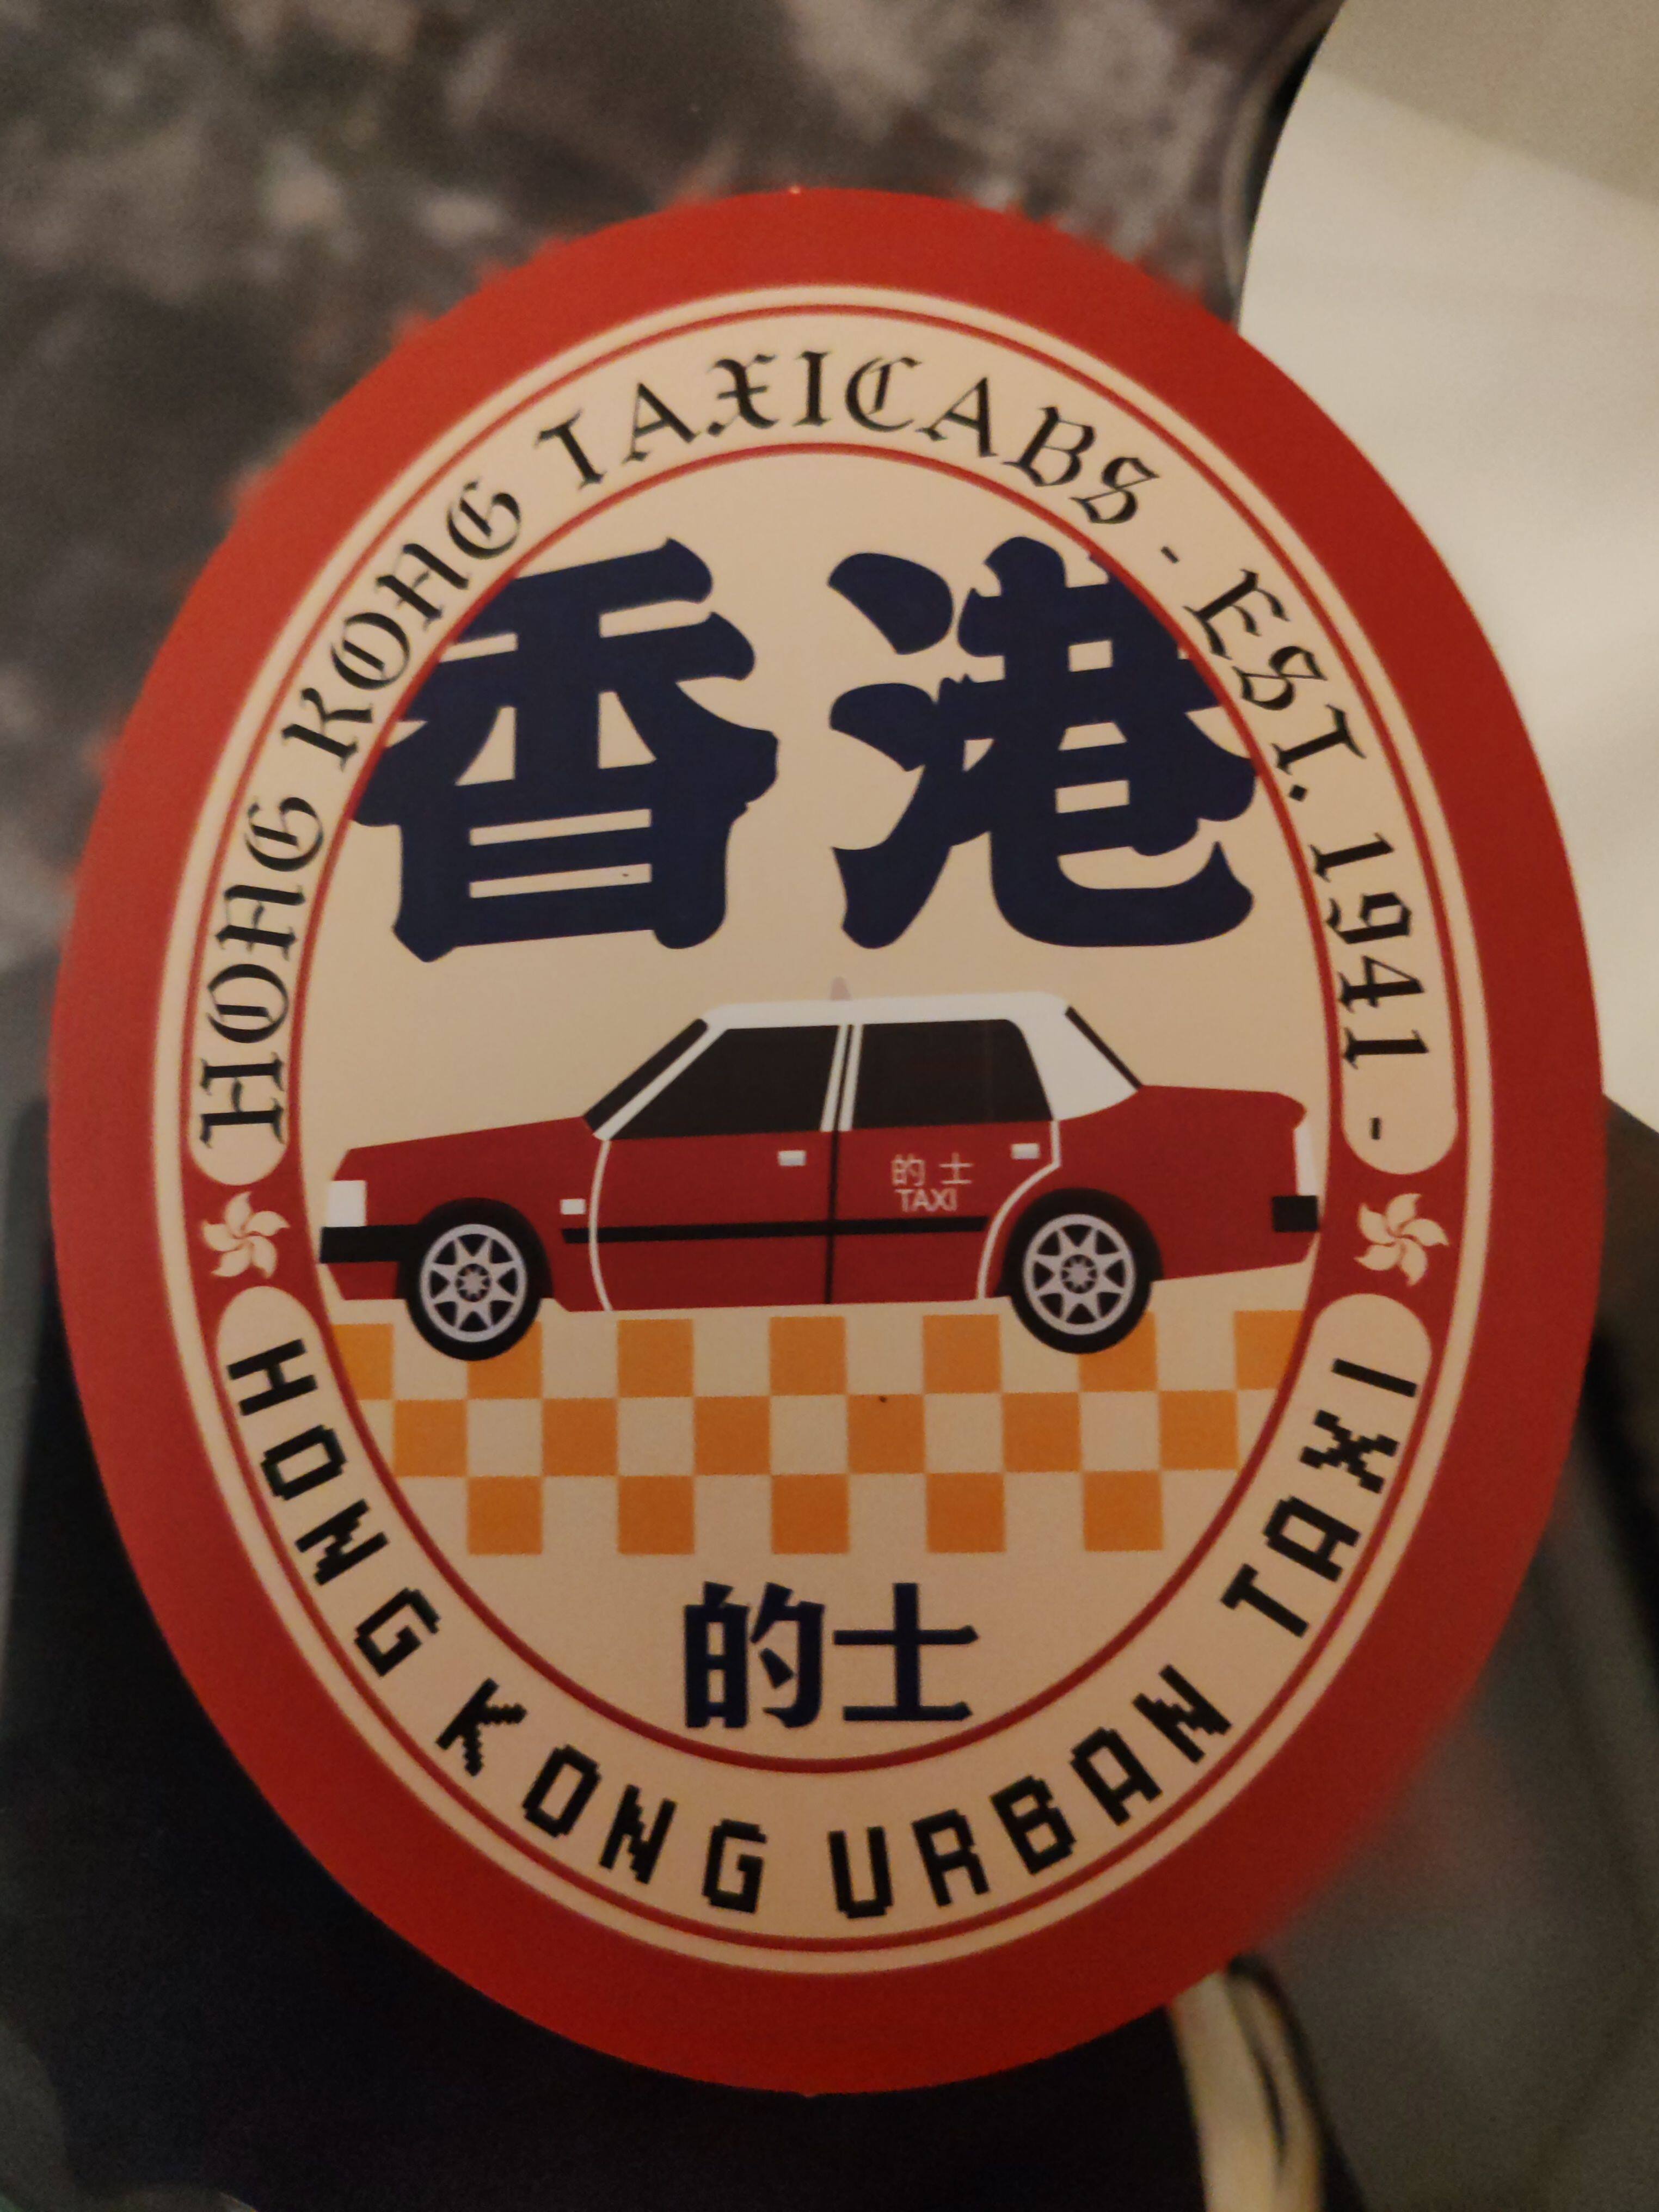 HONG KONG TAXICABS - EST. 1941 -
香港
的士
TAXI
的士
HONG KONG URBAN TAXI